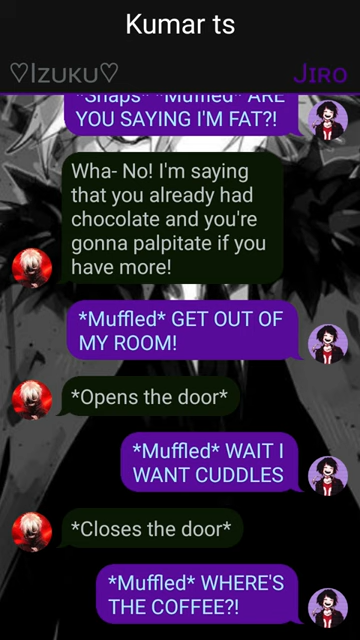 Kumar ts
♡Izuku♡
Jiro
*Snaps* *Muffled* ARE
YOU SAYING I'M FAT?!
Wha- No! I'm saying
that you already had
chocolate and you're
gonna palpitate if you
have more!
*Muffled* GET OUT OF
MY ROOM!
*Opens the door*
*Muffled* WAIT I
WANT CUDDLES
*Closes the door*
*Muffled* WHERE'S
THE COFFEE?!